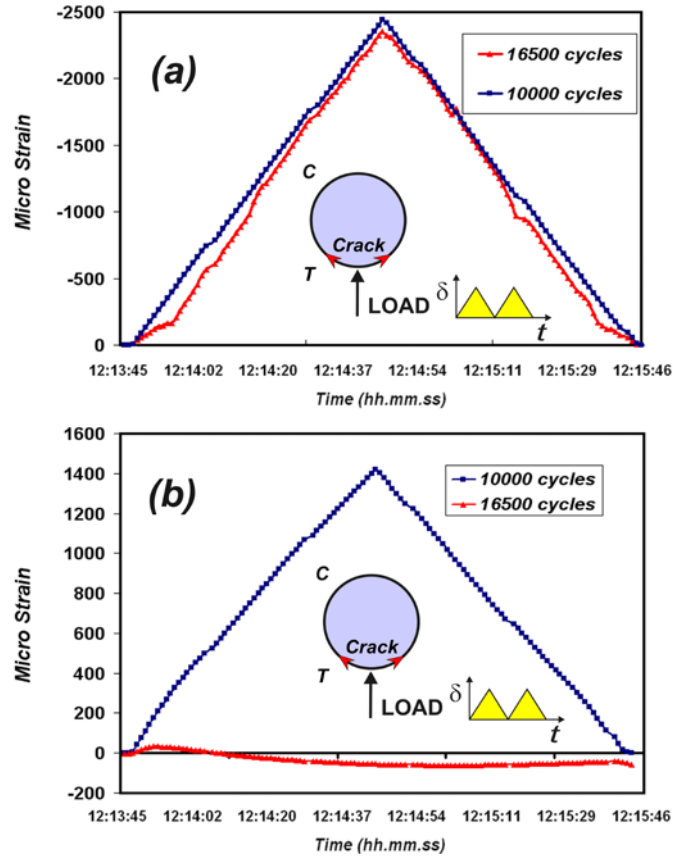 -2500
-2000
-1500
-1000
-500
0
Micro Strain
(a)
16500 cycles
10000 cycles
C
Crack
T
LOAD
δ
t
12:13:45 12:14:02 12:14:20 12:14:37 12:14:54 12:15:11 12:15:29 12:15:46
Time (hh.mm.ss)
1600
1400
1200
1000
800
600
400
200
0
-200
Micro Strain
(b)
10000 cycles
16500 cycles
C
Crack
T
LOAD
δ
t
12:13:45 12:14:02 12:14:20 12:14:37 12:14:54 12:15:11 12:15:29 12:15:46
Time (hh.mm.ss)